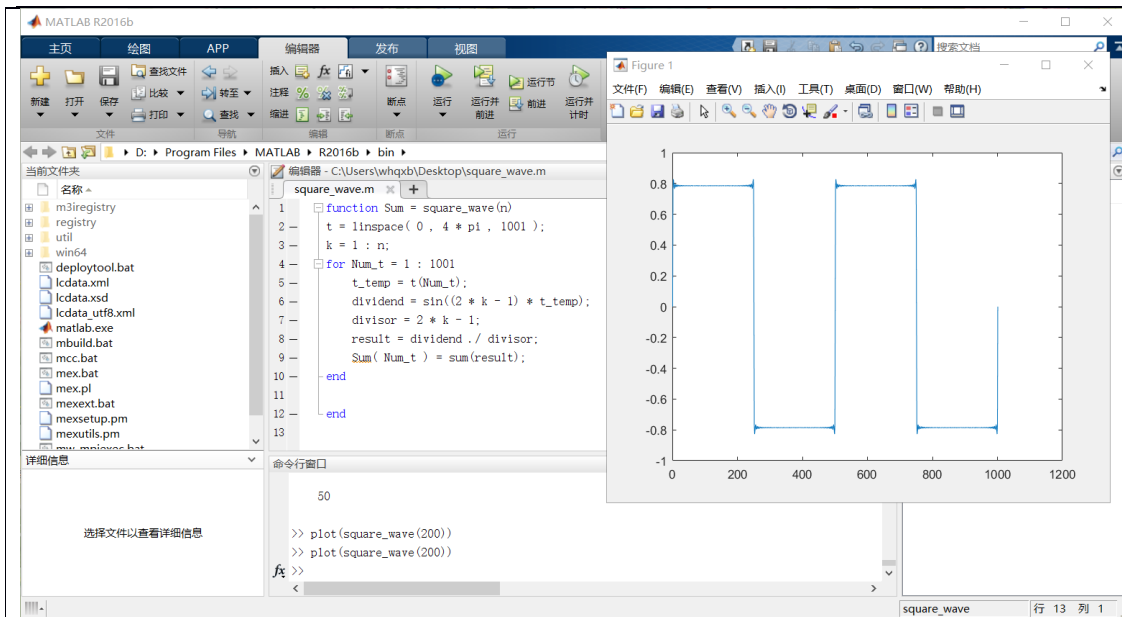 MATLAB R2016b
主页 绘图 APP 编辑器 发布 视图 搜索文档
新建 打开 保存 查找文件 比较 打印 转至 查找 插入 fx 注释 缩进 断点 运行 运行并前进 运行节 前进 运行并计时
文件 导航 编辑 断点 运行
D: Program Files MATLAB R2016b bin
当前文件夹
名称
m3iregistry
registry
util
win64
deploytool.bat
lcdata.xml
lcdata.xsd
lcdata_utf8.xml
matlab.exe
mbuild.bat
mcc.bat
mex.bat
mex.pl
mexext.bat
mexsetup.pm
mexutils.pm
详细信息
选择文件以查看详细信息
编辑器 - C:\Users\whqxb\Desktop\square_wave.m
square_wave.m
1 function Sum = square_wave(n)
2 — t = linspace( 0 , 4 * pi , 1001 );
3 — k = 1 : n;
4 — for Num_t = 1 : 1001
5 — t_temp = t(Num_t);
6 — dividend = sin((2 * k - 1) * t_temp);
7 — divisor = 2 * k - 1;
8 — result = dividend ./ divisor;
9 — Sum( Num_t ) = sum(result);
10 — end
11
12 — end
13
命令行窗口
50
>> plot(square_wave(200))
>> plot(square_wave(200))
fx >>
Figure 1
文件(F) 编辑(E) 查看(V) 插入(I) 工具(T) 桌面(D) 窗口(W) 帮助(H)
1
0.8
0.6
0.4
0.2
0
-0.2
-0.4
-0.6
-0.8
-1
0 200 400 600 800 1000 1200
square_wave 行 13 列 1